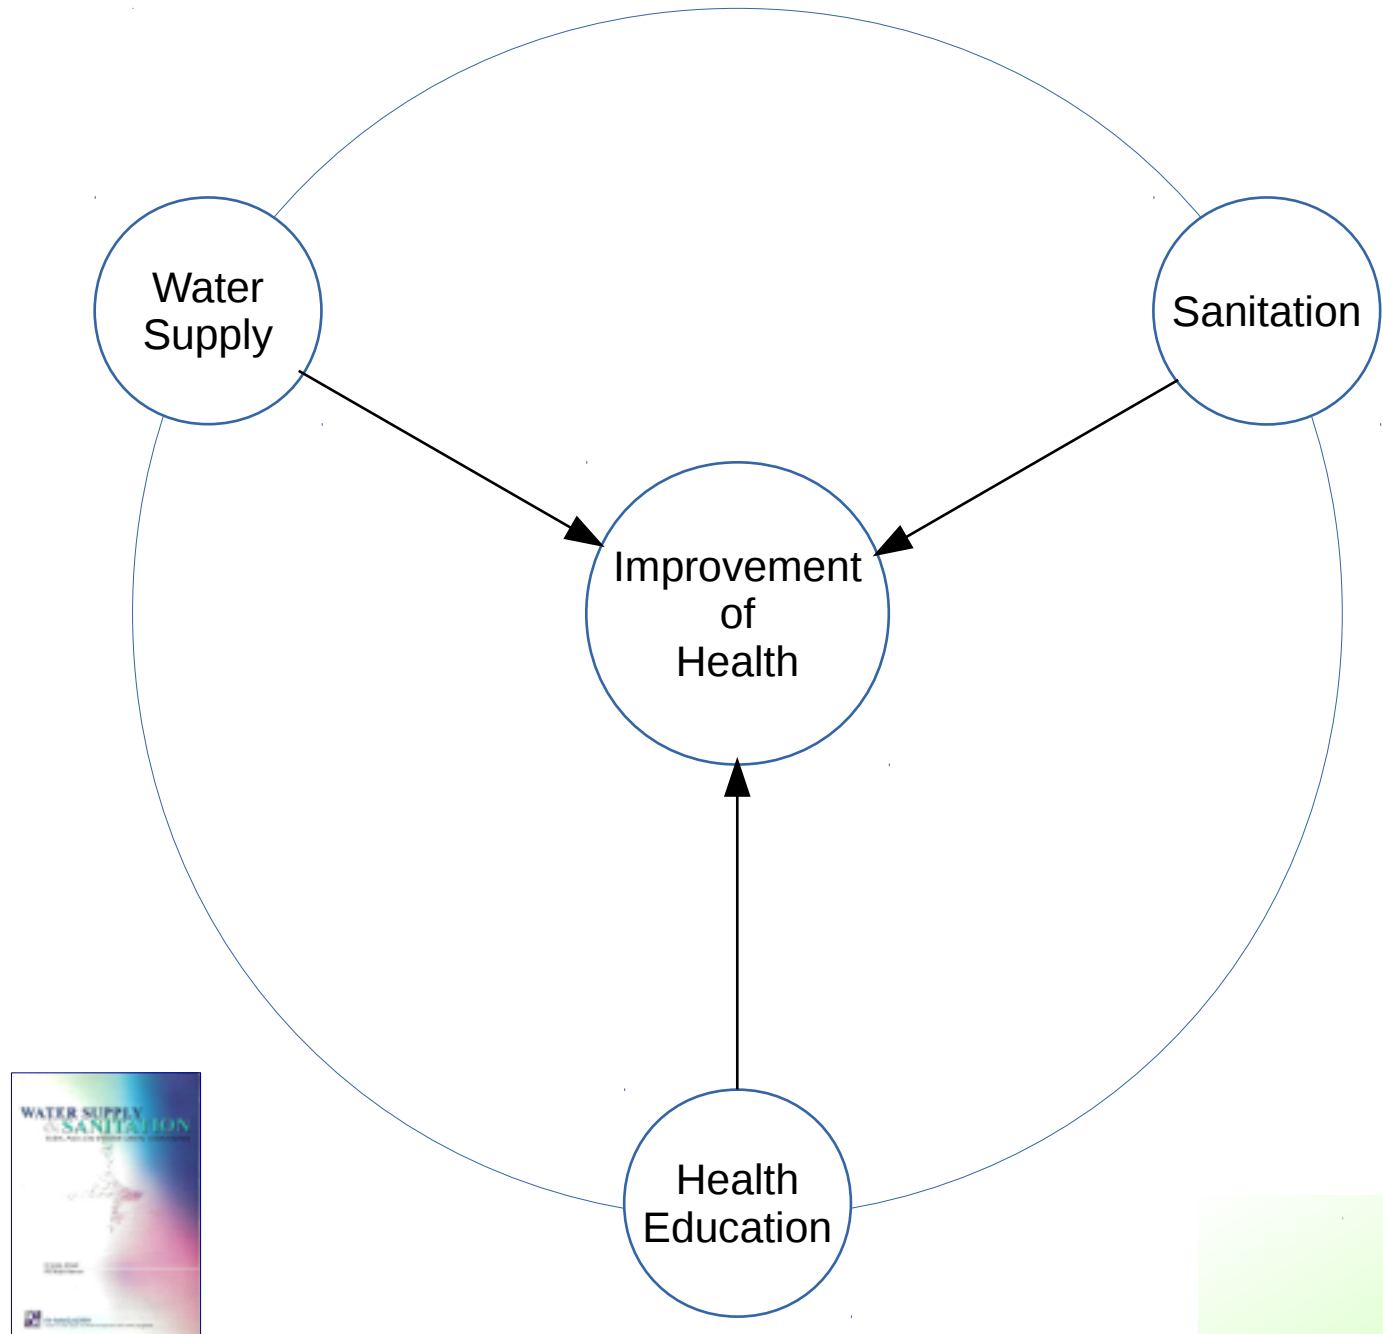 Water
Supply
Sanitation
Improvement
of
Health
Health
Education
WATER SUPPLY
& SANITATION